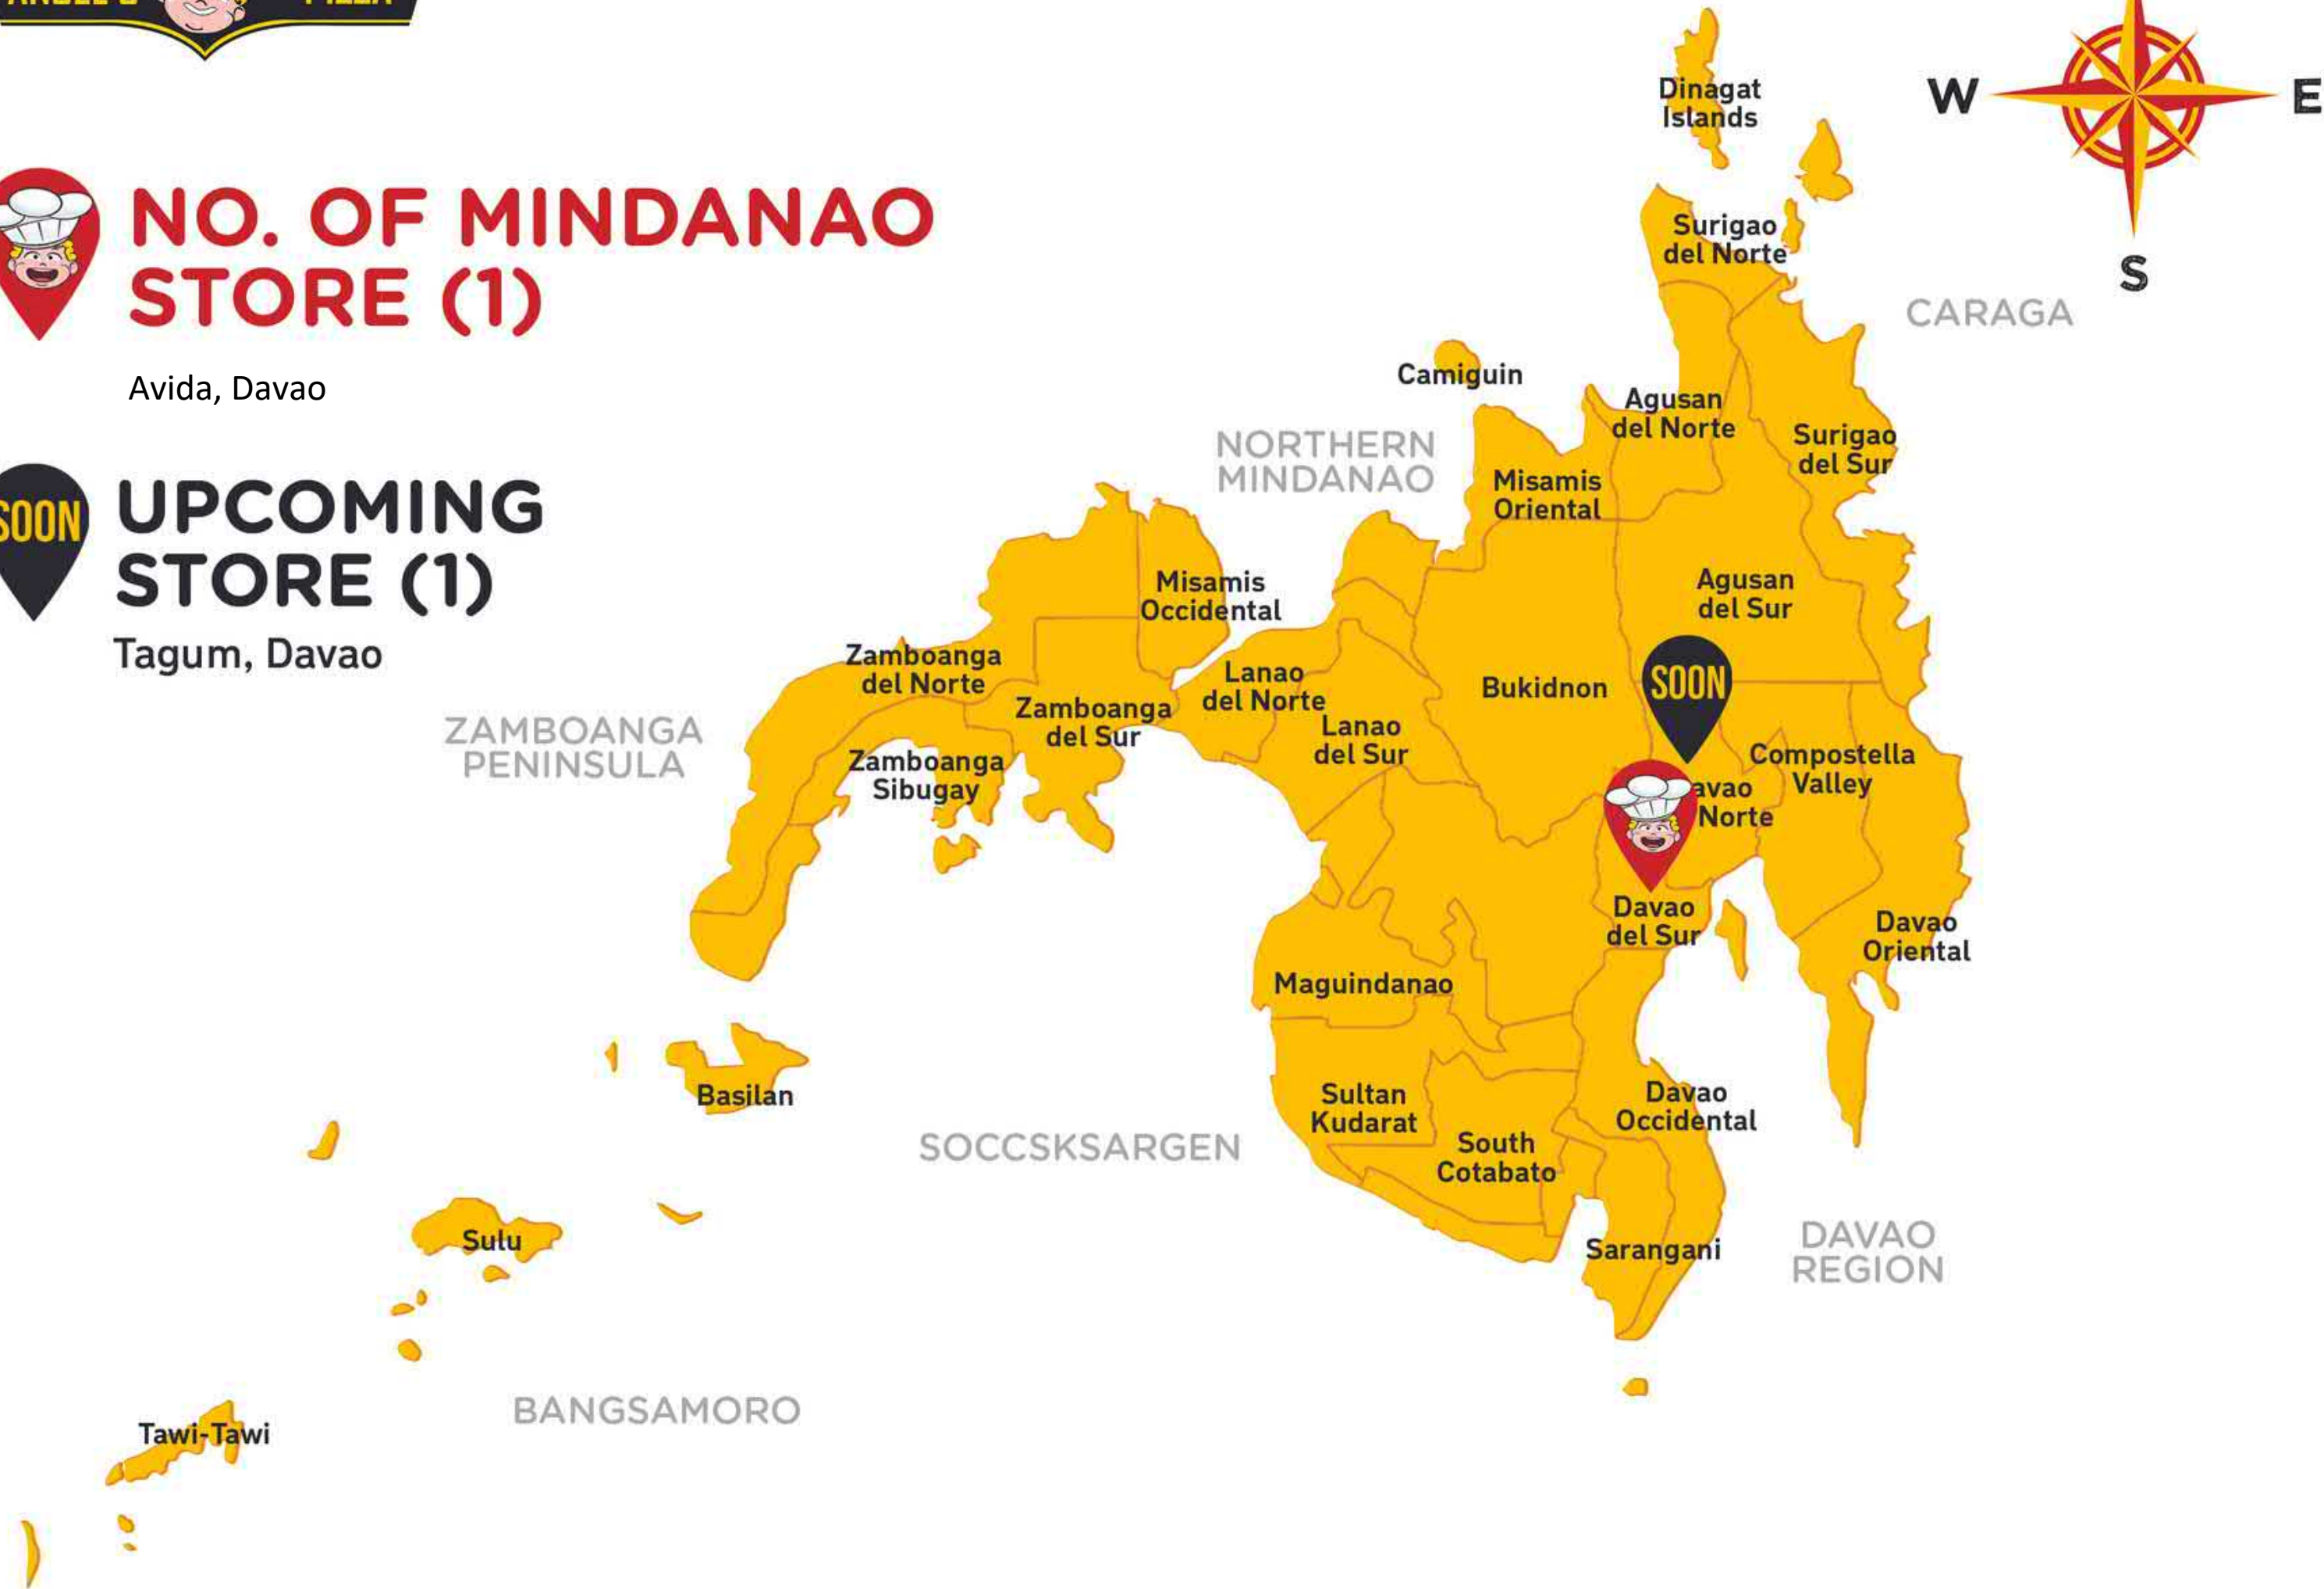 ANGEL'S PIZZA
W E
S
NO. OF MINDANAO
STORE (1)
Avida, Davao
SOON
UPCOMING
STORE (1)
Tagum, Davao
Dinagat
Islands
Surigao
del Norte
CARAGA
Camiguin
Agusan
del Norte
Surigao
del Sur
NORTHERN
MINDANAO
Misamis
Oriental
Misamis
Occidental
Agusan
del Sur
Zamboanga
del Norte
Lanao
del Norte
Bukidnon
SOON
Zamboanga
del Sur
Lanao
del Sur
ZAMBOANGA
PENINSULA
Zamboanga
Sibugay
Compostella
Valley
avao
Norte
Davao
del Sur
Davao
Oriental
Maguindanao
Basilan
Sultan
Kudarat
Davao
Occidental
SOCCSKSARGEN
South
Cotabato
Sulu
Sarangani
DAVAO
REGION
BANGSAMORO
Tawi-Tawi